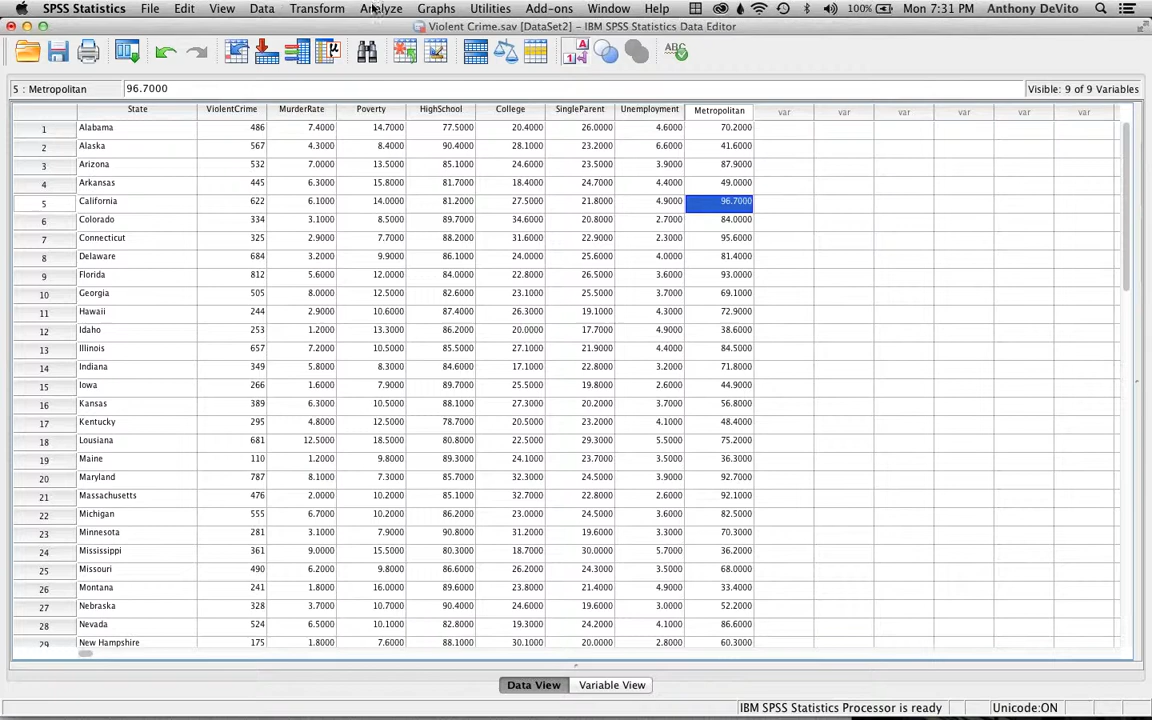 SPSS Statistics File Edit View Data Transform Analyze Graphs Utilities Add-ons Window Help 100% Mon 7:31 PM Anthony DeVito
Violent Crime.sav [DataSet2] – IBM SPSS Statistics Data Editor
5 : Metropolitan 96.7000 Visible: 9 of 9 Variables
State ViolentCrime MurderRate Poverty HighSchool College SingleParent Unemployment Metropolitan var var var var var var
1 Alabama 486 7.4000 14.7000 77.5000 20.4000 26.0000 4.6000 70.2000
2 Alaska 567 4.3000 8.4000 90.4000 28.1000 23.2000 6.6000 41.6000
3 Arizona 532 7.0000 13.5000 85.1000 24.6000 23.5000 3.9000 87.9000
4 Arkansas 445 6.3000 15.8000 81.7000 18.4000 24.7000 4.4000 49.0000
5 California 622 6.1000 14.0000 81.2000 27.5000 21.8000 4.9000 96.7000
6 Colorado 334 3.1000 8.5000 89.7000 34.6000 20.8000 2.7000 84.0000
7 Connecticut 325 2.9000 7.7000 88.2000 31.6000 22.9000 2.3000 95.6000
8 Delaware 684 3.2000 9.9000 86.1000 24.0000 25.6000 4.0000 81.4000
9 Florida 812 5.6000 12.0000 84.0000 22.8000 26.5000 3.6000 93.0000
10 Georgia 505 8.0000 12.5000 82.6000 23.1000 25.5000 3.7000 69.1000
11 Hawaii 244 2.9000 10.6000 87.4000 26.3000 19.1000 4.3000 72.9000
12 Idaho 253 1.2000 13.3000 86.2000 20.0000 17.7000 4.9000 38.6000
13 Illinois 657 7.2000 10.5000 85.5000 27.1000 21.9000 4.4000 84.5000
14 Indiana 349 5.8000 8.3000 84.6000 17.1000 22.8000 3.2000 71.8000
15 Iowa 266 1.6000 7.9000 89.7000 25.5000 19.8000 2.6000 44.9000
16 Kansas 389 6.3000 10.5000 88.1000 27.3000 20.2000 3.7000 56.8000
17 Kentucky 295 4.8000 12.5000 78.7000 20.5000 23.2000 4.1000 48.4000
18 Lousiana 681 12.5000 18.5000 80.8000 22.5000 29.3000 5.5000 75.2000
19 Maine 110 1.2000 9.8000 89.3000 24.1000 23.7000 3.5000 36.3000
20 Maryland 787 8.1000 7.3000 85.7000 32.3000 24.5000 3.9000 92.7000
21 Massachusetts 476 2.0000 10.2000 85.1000 32.7000 22.8000 2.6000 92.1000
22 Michigan 555 6.7000 10.2000 86.2000 23.0000 24.5000 3.6000 82.5000
23 Minnesota 281 3.1000 7.9000 90.8000 31.2000 19.6000 3.3000 70.3000
24 Mississippi 361 9.0000 15.5000 80.3000 18.7000 30.0000 5.7000 36.2000
25 Missouri 490 6.2000 9.8000 86.6000 26.2000 24.3000 3.5000 68.0000
26 Montana 241 1.8000 16.0000 89.6000 23.8000 21.4000 4.9000 33.4000
27 Nebraska 328 3.7000 10.7000 90.4000 24.6000 19.6000 3.0000 52.2000
28 Nevada 524 6.5000 10.1000 82.8000 19.3000 24.2000 4.1000 86.6000
29 New Hampshire 175 1.8000 7.6000 88.1000 30.1000 20.0000 2.8000 60.3000
Data View Variable View
IBM SPSS Statistics Processor is ready Unicode:ON